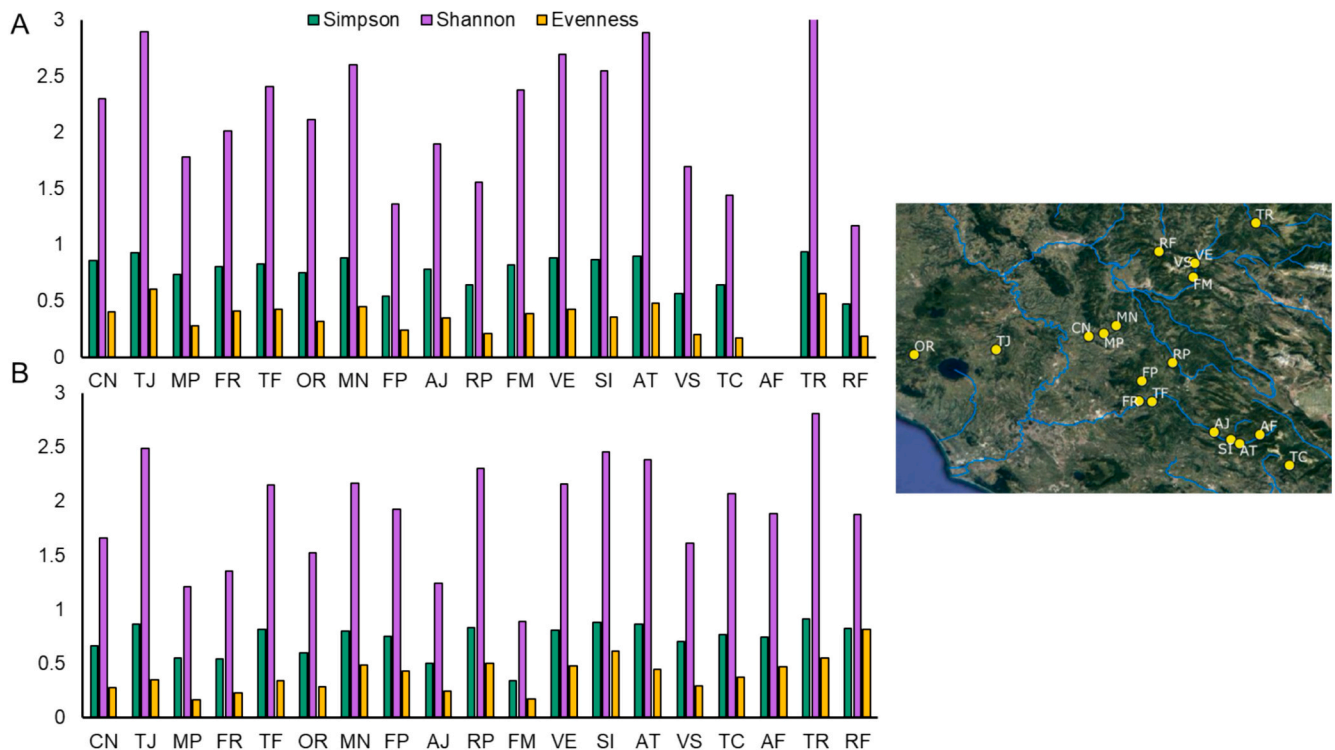 A
Simpson Shannon Evenness
3
2.5
2
1.5
1
0.5
0
CN TJ MP FR TF OR MN FP AJ RP FM VE SI AT VS TC AF TR RF
B
3
2.5
2
1.5
1
0.5
0
CN TJ MP FR TF OR MN FP AJ RP FM VE SI AT VS TC AF TR RF
TR
RF
VS VE
FM
MN
CN
MP
OR
TJ
RP
FP
FR TF
AJ
AF
SI AT
TC